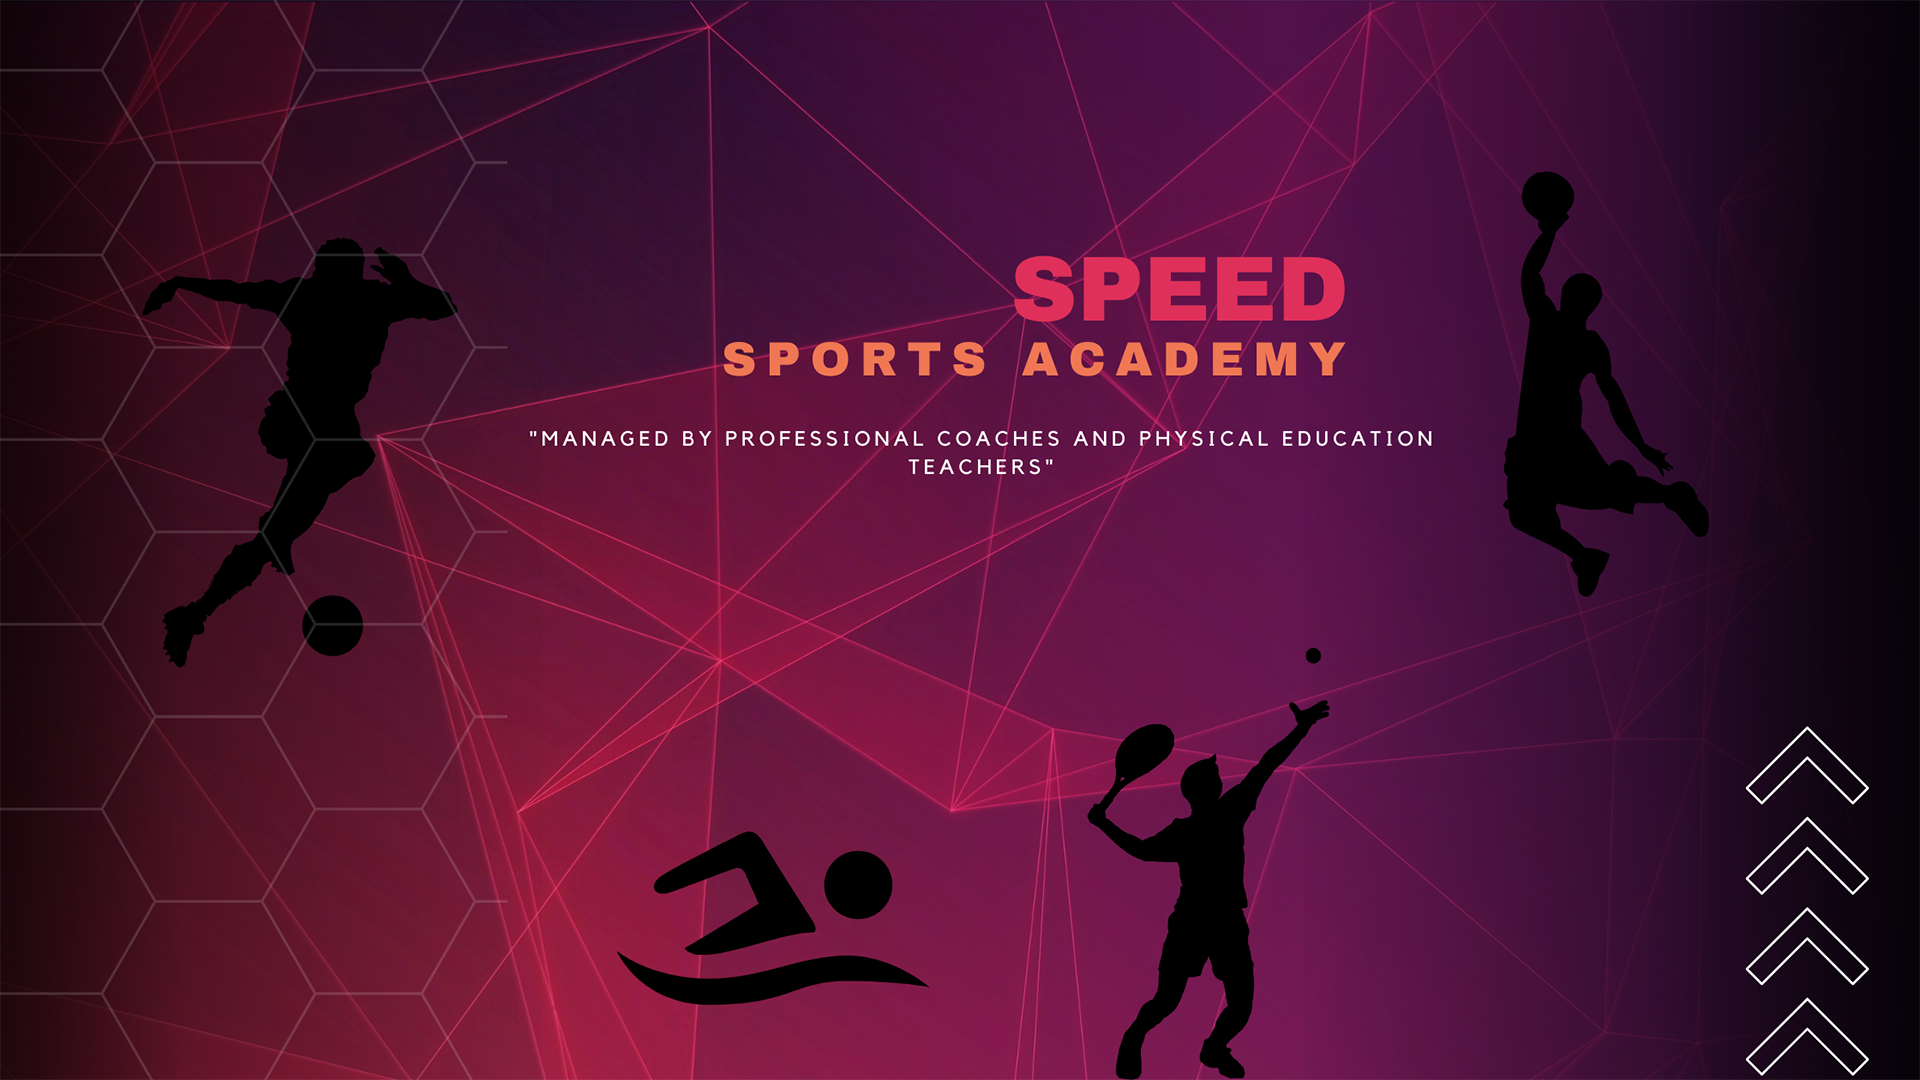 SPEED
SPORTS ACADEMY
"MANAGED BY PROFESSIONAL COACHES AND PHYSICAL EDUCATION
TEACHERS"